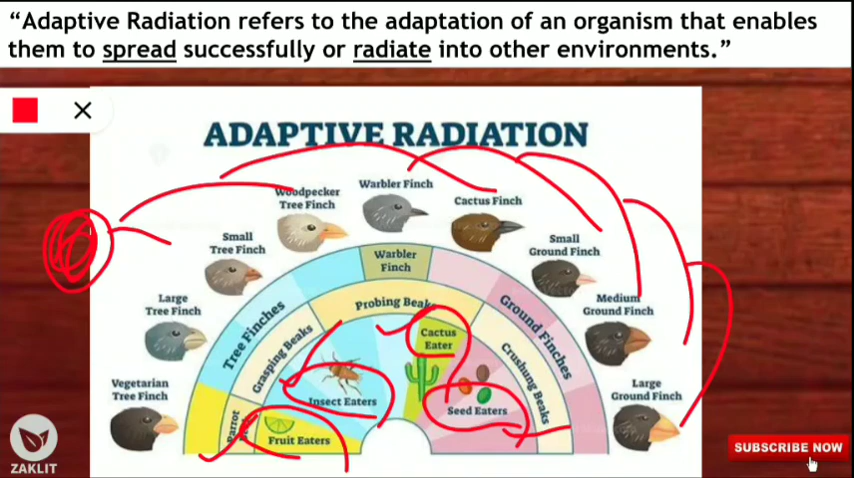 “Adaptive Radiation refers to the adaptation of an organism that enables
them to spread successfully or radiate into other environments.”
ADAPTIVE RADIATION
Woodpecker
Tree Finch
Warbler Finch
Cactus Finch
Small
Tree Finch
Small
Ground Finch
Large
Tree Finch
Medium
Ground Finch
Vegetarian
Tree Finch
Large
Ground Finch
Warbler
Finch
Tree Finches
Ground Finches
Probing Beaks
Grasping Beaks
Crushung Beaks
Parrot
Cactus
Eater
Insect Eaters
Seed Eaters
Fruit Eaters
ZAKLIT
SUBSCRIBE NOW